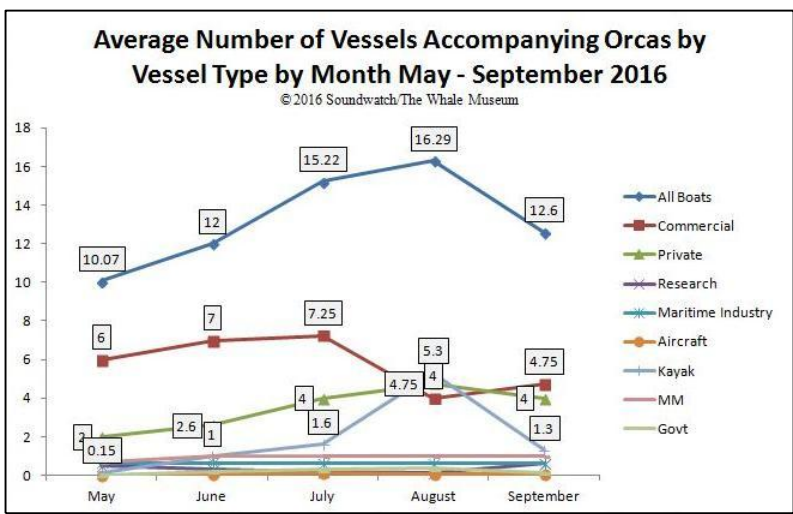 Average Number of Vessels Accompanying Orcas by
Vessel Type by Month May - September 2016
© 2016 Soundwatch/The Whale Museum
18
16
14
12
10
8
6
4
2
0
10.07
12
15.22
16.29
12.6
6
7
7.25
4
4.75
2
2.6
4
4.75
4
0.15
1
1.6
5.3
1.3
May
June
July
August
September
All Boats
Commercial
Private
Research
Maritime Industry
Aircraft
Kayak
MM
Govt